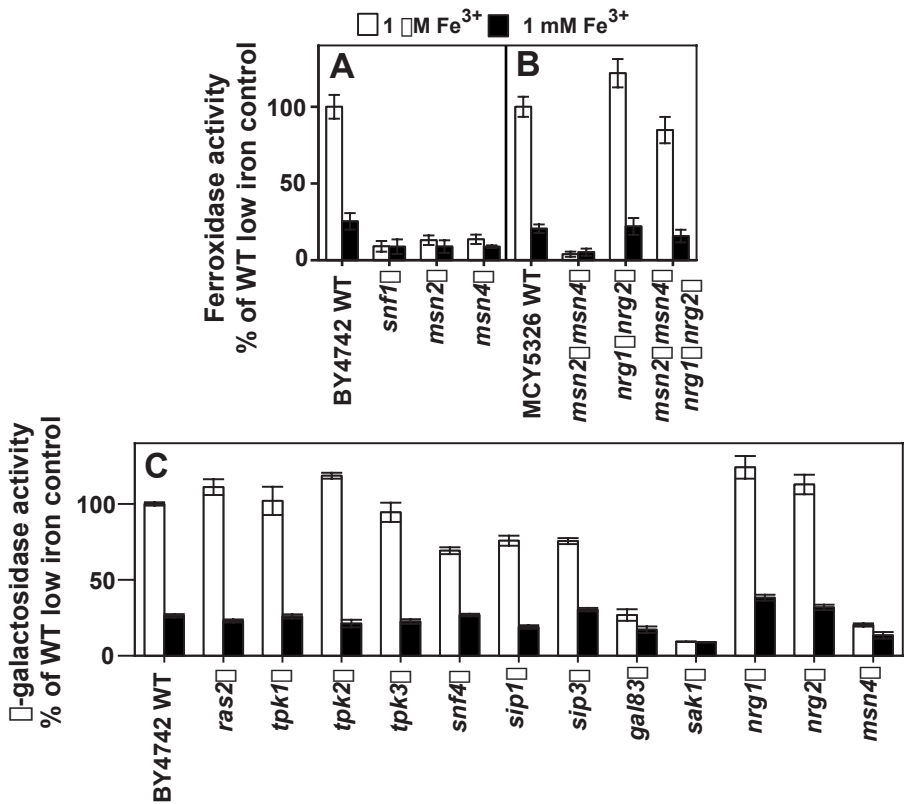 1 □M Fe3+ 1 mM Fe3+
A
B
Ferroxidase activity
% of WT low iron control
100
50
0
BY4742 WT
snf1□
msn2□
msn4□
MCY5326 WT
msn2□msn4□
nrg1□nrg2□
msn2□msn4□
nrg1□nrg2□
C
□-galactosidase activity
% of WT low iron control
100
50
0
BY4742 WT
ras2□
tpk1□
tpk2□
tpk3□
snf4□
sip1□
sip3□
gal83□
sak1□
nrg1□
nrg2□
msn4□